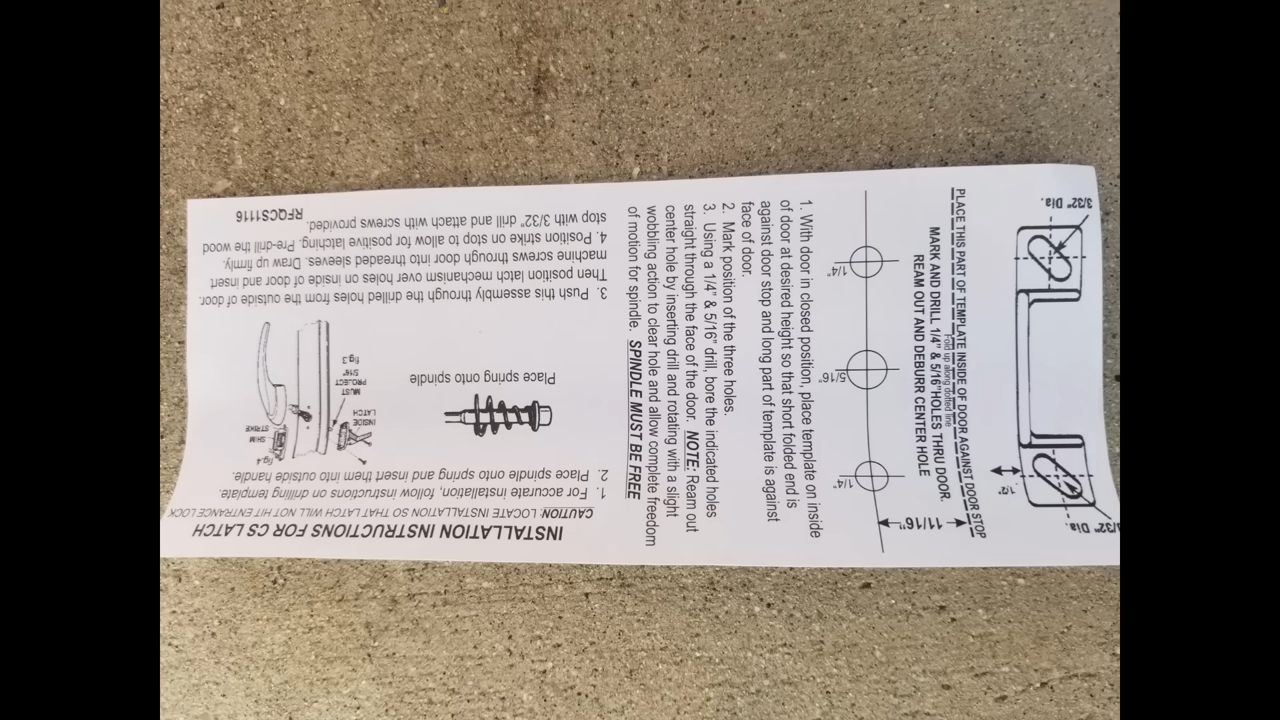 INSTALLATION INSTRUCTIONS FOR CS LATCH
CAUTION: LOCATE INSTALLATION SO THAT LATCH WILL NOT HIT ENTRANCE LOCK
1. For accurate installation, follow instructions on drilling template.
2. Place spindle onto spring and insert them into outside handle.
fig.4
SHIM
STRIKE
INSIDE
LATCH
MUST
PROJECT
5/16"
fig.3
Place spring onto spindle
3. Push this assembly through the drilled holes from the outside of door.
Then position latch mechanism over holes on inside of door and insert
machine screws through door into threaded sleeves. Draw up firmly.
4. Position strike on stop to allow for positive latching. Pre-drill the wood
stop with 3/32" drill and attach with screws provided.
RFQCS1116
3/32" Dia.
3/32" Dia.
1/2"
PLACE THIS PART OF TEMPLATE INSIDE OF DOOR AGAINST DOOR STOP
Fold up along dotted line
MARK AND DRILL 1/4" & 5/16"HOLES THRU DOOR.
REAM OUT AND DEBURR CENTER HOLE
11/16"
1/4"
5/16"
1/4"
1. With door in closed position, place template on inside
of door at desired height so that short folded end is
against door stop and long part of template is against
face of door.
2. Mark position of the three holes.
3. Using a 1/4" & 5/16" drill, bore the indicated holes
straight through the face of the door. NOTE: Ream out
center hole by inserting drill and rotating with a slight
wobbling action to clear hole and allow complete freedom
of motion for spindle. SPINDLE MUST BE FREE